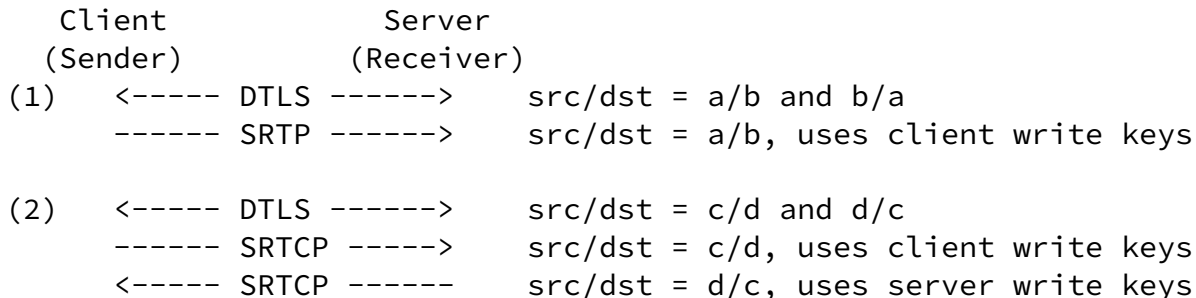 Client            Server
(Sender)         (Receiver)
(1)   <----- DTLS ------>    src/dst = a/b and b/a
------ SRTP ------>    src/dst = a/b, uses client write keys
(2)   <----- DTLS ------>    src/dst = c/d and d/c
------ SRTCP ----->    src/dst = c/d, uses client write keys
<----- SRTCP ------    src/dst = d/c, uses server write keys